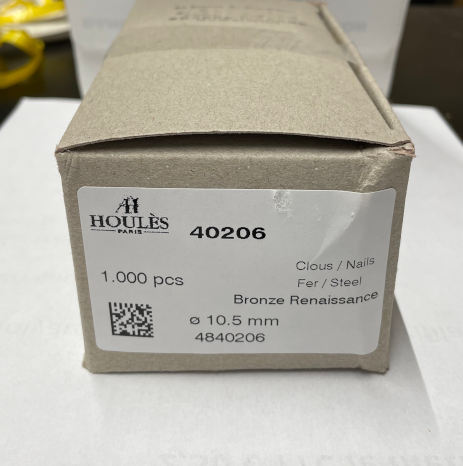 HOULÈS
PARIS
40206
1.000 pcs
Clous / Nails
Fer / Steel
Bronze Renaissance
ø 10.5 mm
4840206